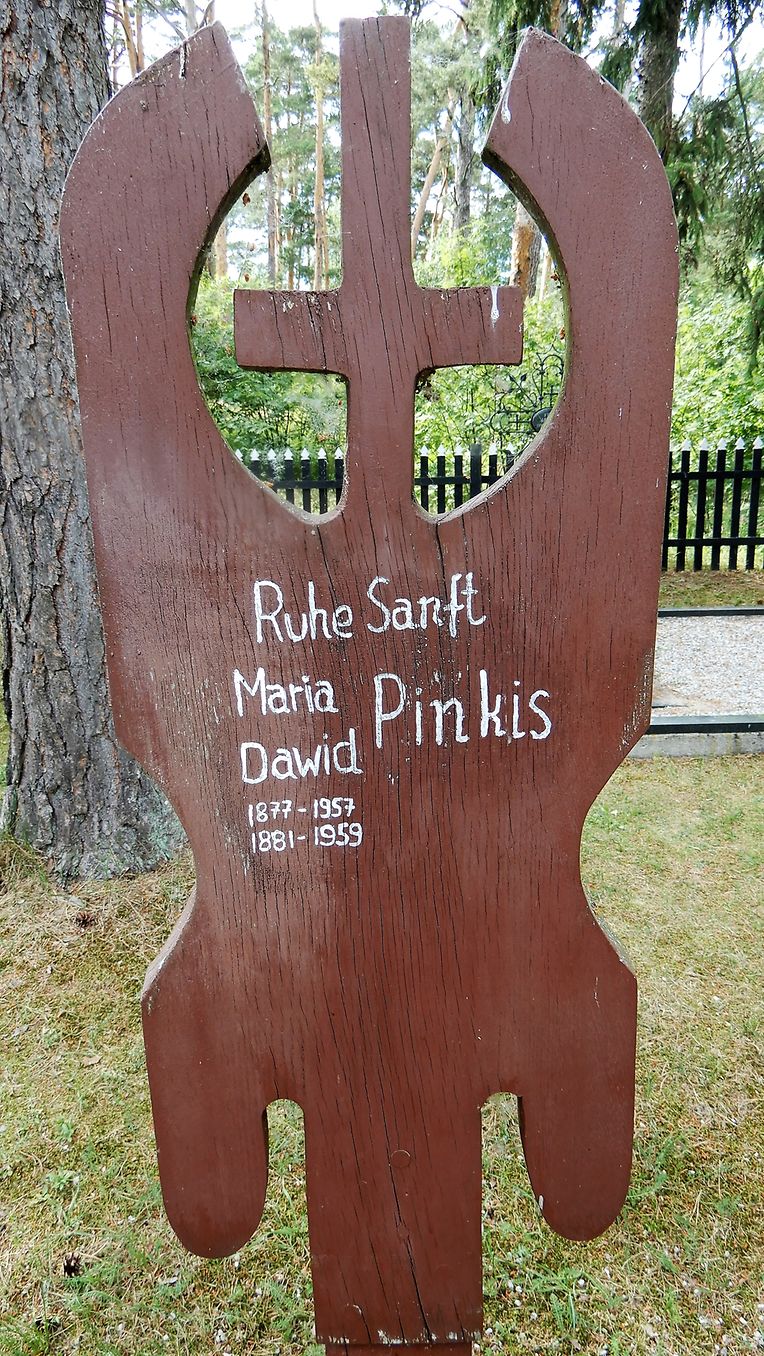 Ruhe Sanft
Maria
Dawid Pinkis
1877-1957
1881-1959